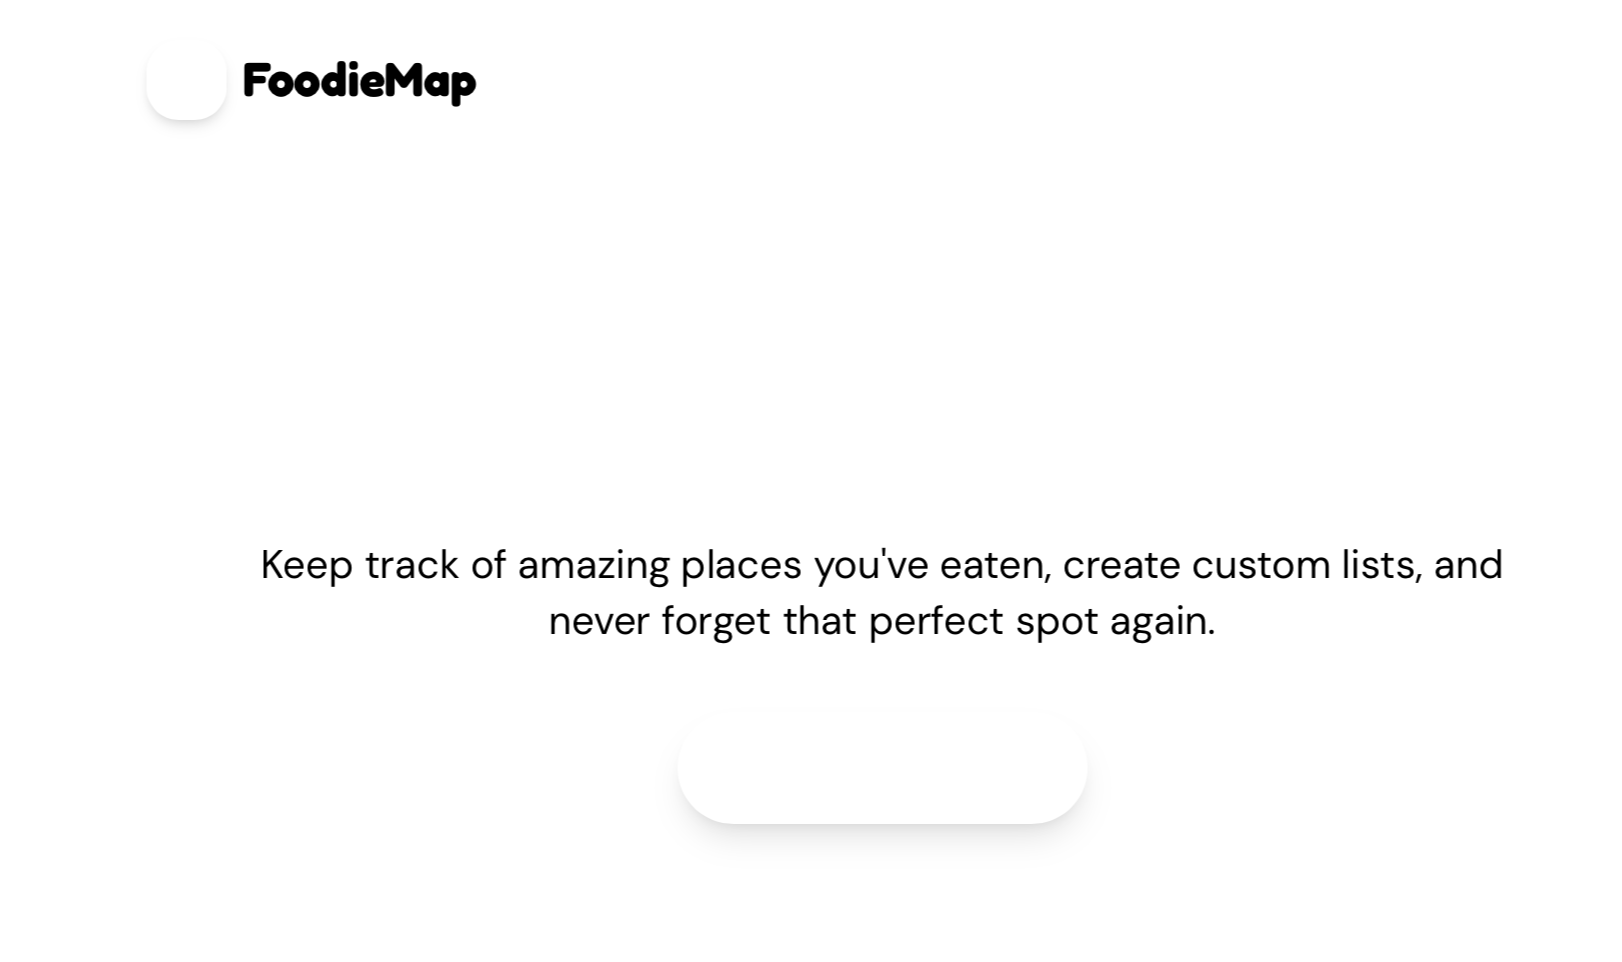 FoodieMap
Keep track of amazing places you've eaten, create custom lists, and
never forget that perfect spot again.